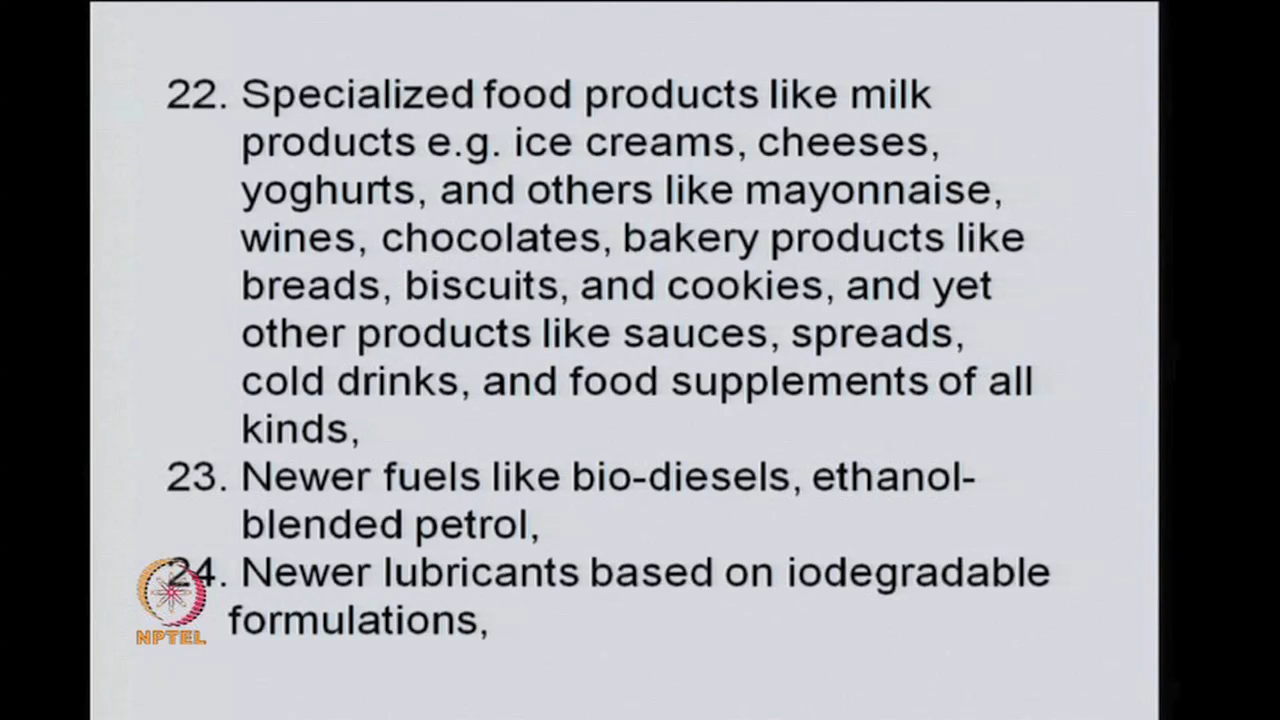 22. Specialized food products like milk
products e.g. ice creams, cheeses,
yoghurts, and others like mayonnaise,
wines, chocolates, bakery products like
breads, biscuits, and cookies, and yet
other products like sauces, spreads,
cold drinks, and food supplements of all
kinds,
23. Newer fuels like bio-diesels, ethanol-
blended petrol,
24. Newer lubricants based on iodegradable
formulations,
NPTEL